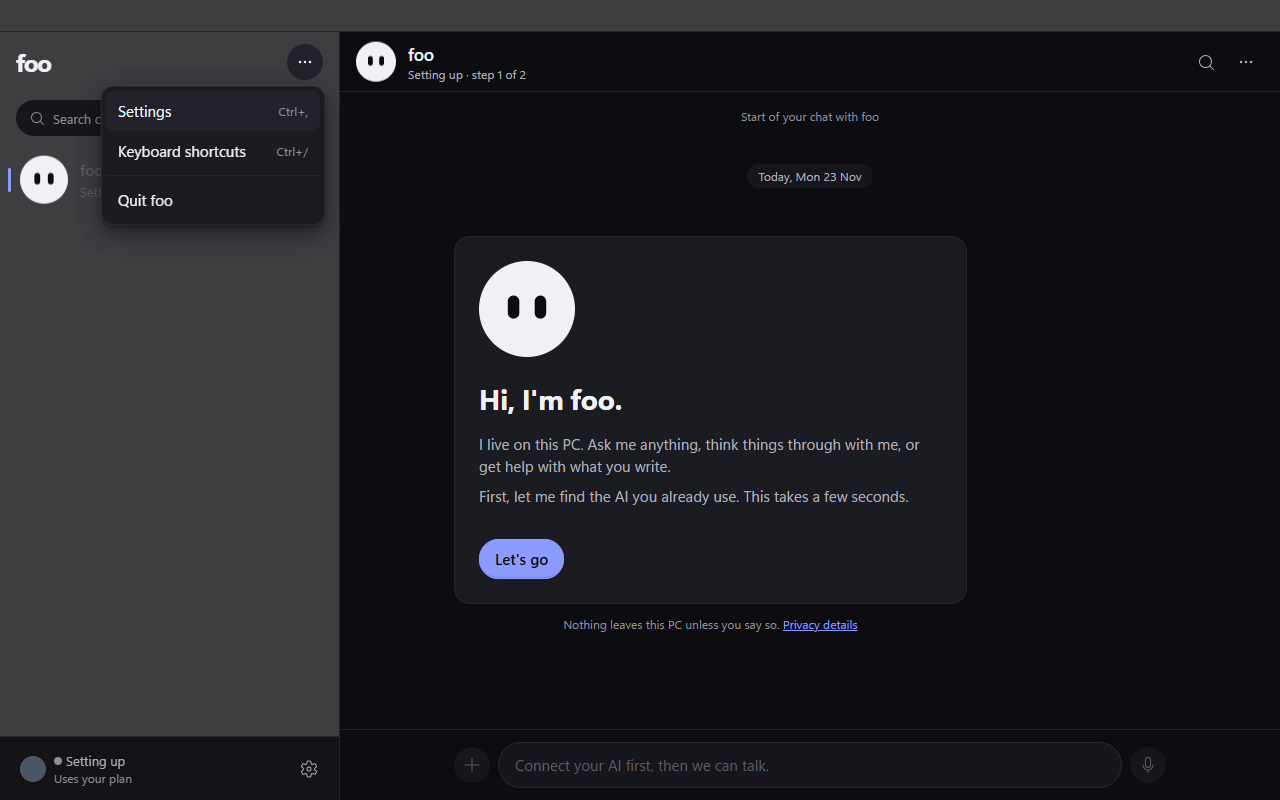 foo
...
Search c
Settings Ctrl+,
Keyboard shortcuts Ctrl+/
Quit foo
foo
Setting up · step 1 of 2
Start of your chat with foo
Today, Mon 23 Nov
Hi, I'm foo.
I live on this PC. Ask me anything, think things through with me, or
get help with what you write.
First, let me find the AI you already use. This takes a few seconds.
Let's go
Nothing leaves this PC unless you say so. Privacy details
Setting up
Uses your plan
Connect your AI first, then we can talk.